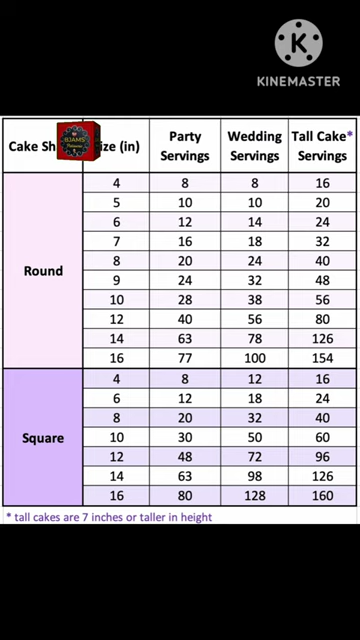 KINEMASTER
Cake Sh ize (in) Party Servings Wedding Servings Tall Cake* Servings
Round
4 8 8 16
5 10 10 20
6 12 14 24
7 16 18 32
8 20 24 40
9 24 32 48
10 28 38 56
12 40 56 80
14 63 78 126
16 77 100 154
Square
4 8 12 16
6 12 18 24
8 20 32 40
10 30 50 60
12 48 72 96
14 63 98 126
16 80 128 160
* tall cakes are 7 inches or taller in height